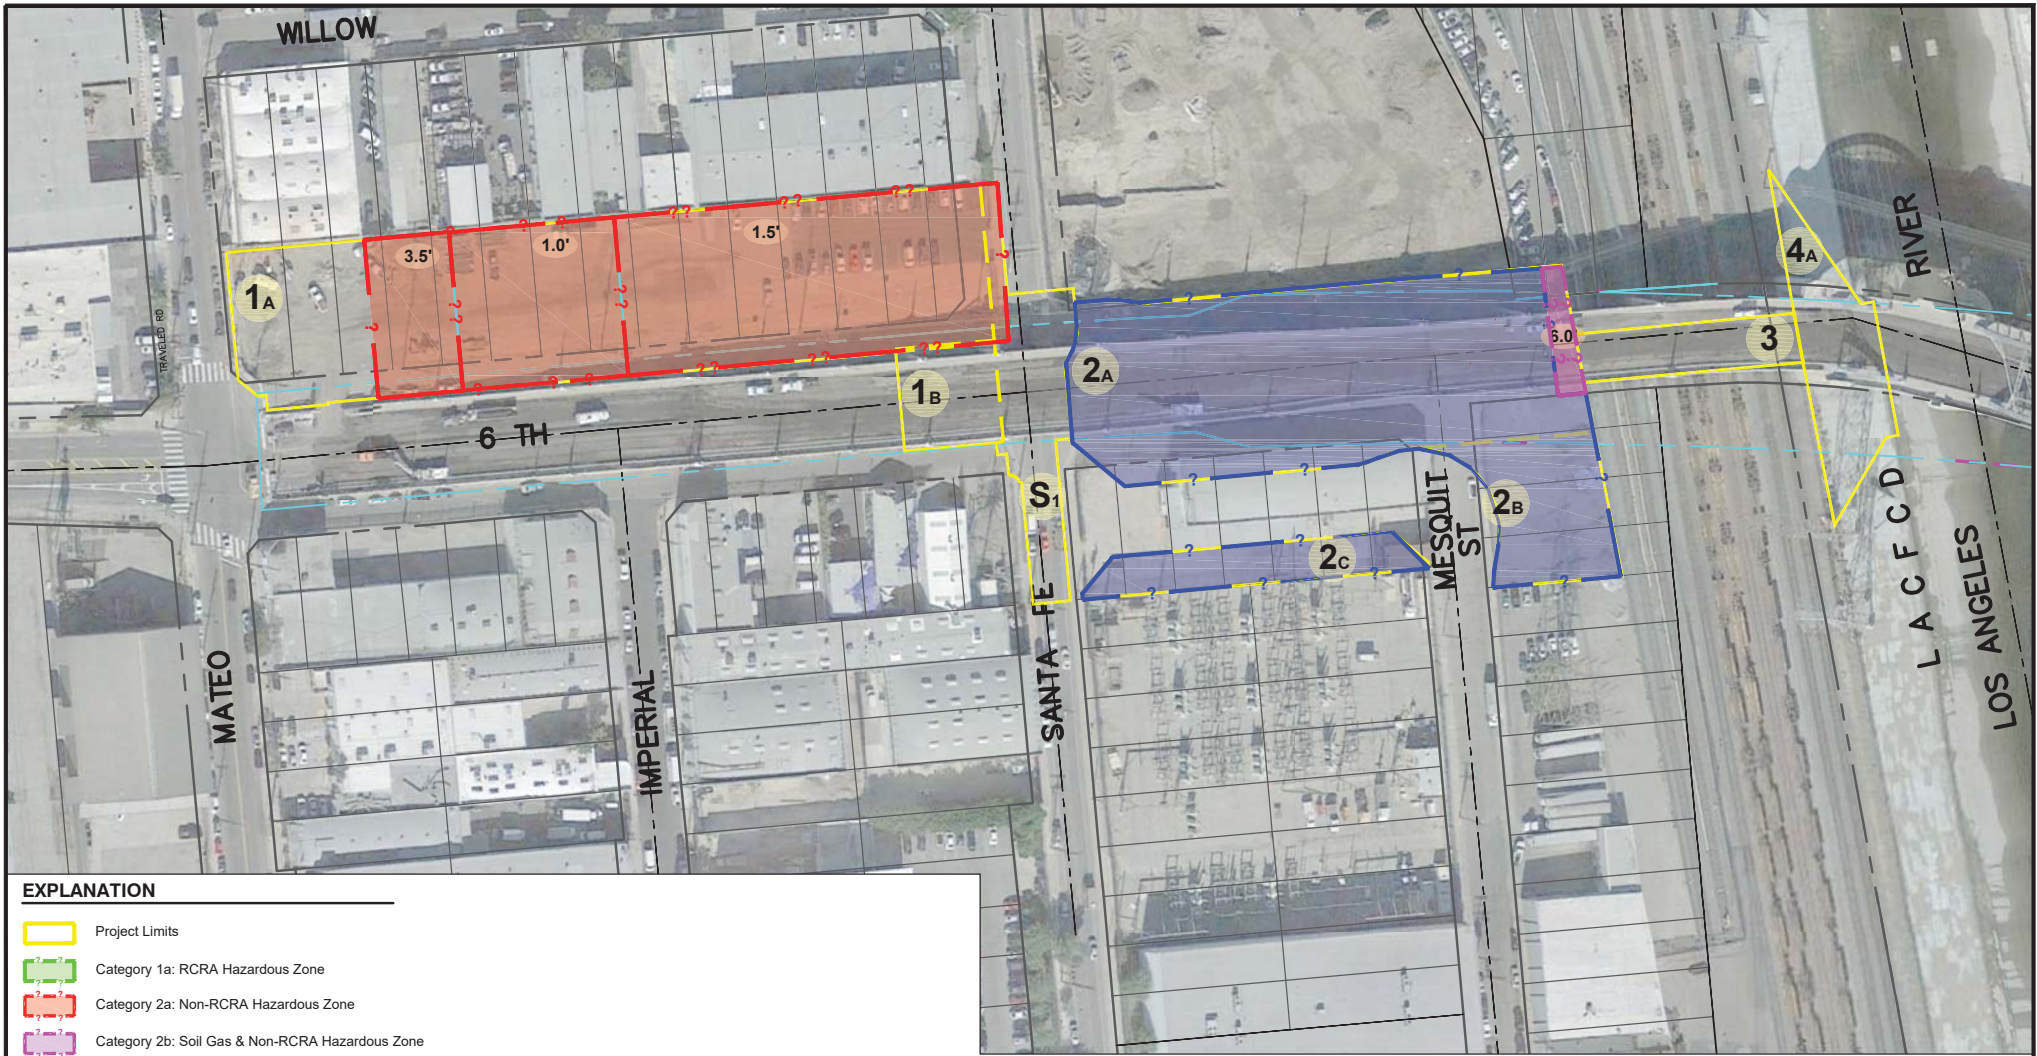 WILLOW
TRAVELED RD
3.5'
1.0'
1.5'
1A
1B
6 TH
2A
6.0
3
4A
RIVER
S1
2B
2C
MESQUIT
ST
MATEO
IMPERIAL
SANTA FE
L A C F C D
LOS ANGELES
EXPLANATION
Project Limits
Category 1a: RCRA Hazardous Zone
Category 2a: Non-RCRA Hazardous Zone
Category 2b: Soil Gas & Non-RCRA Hazardous Zone